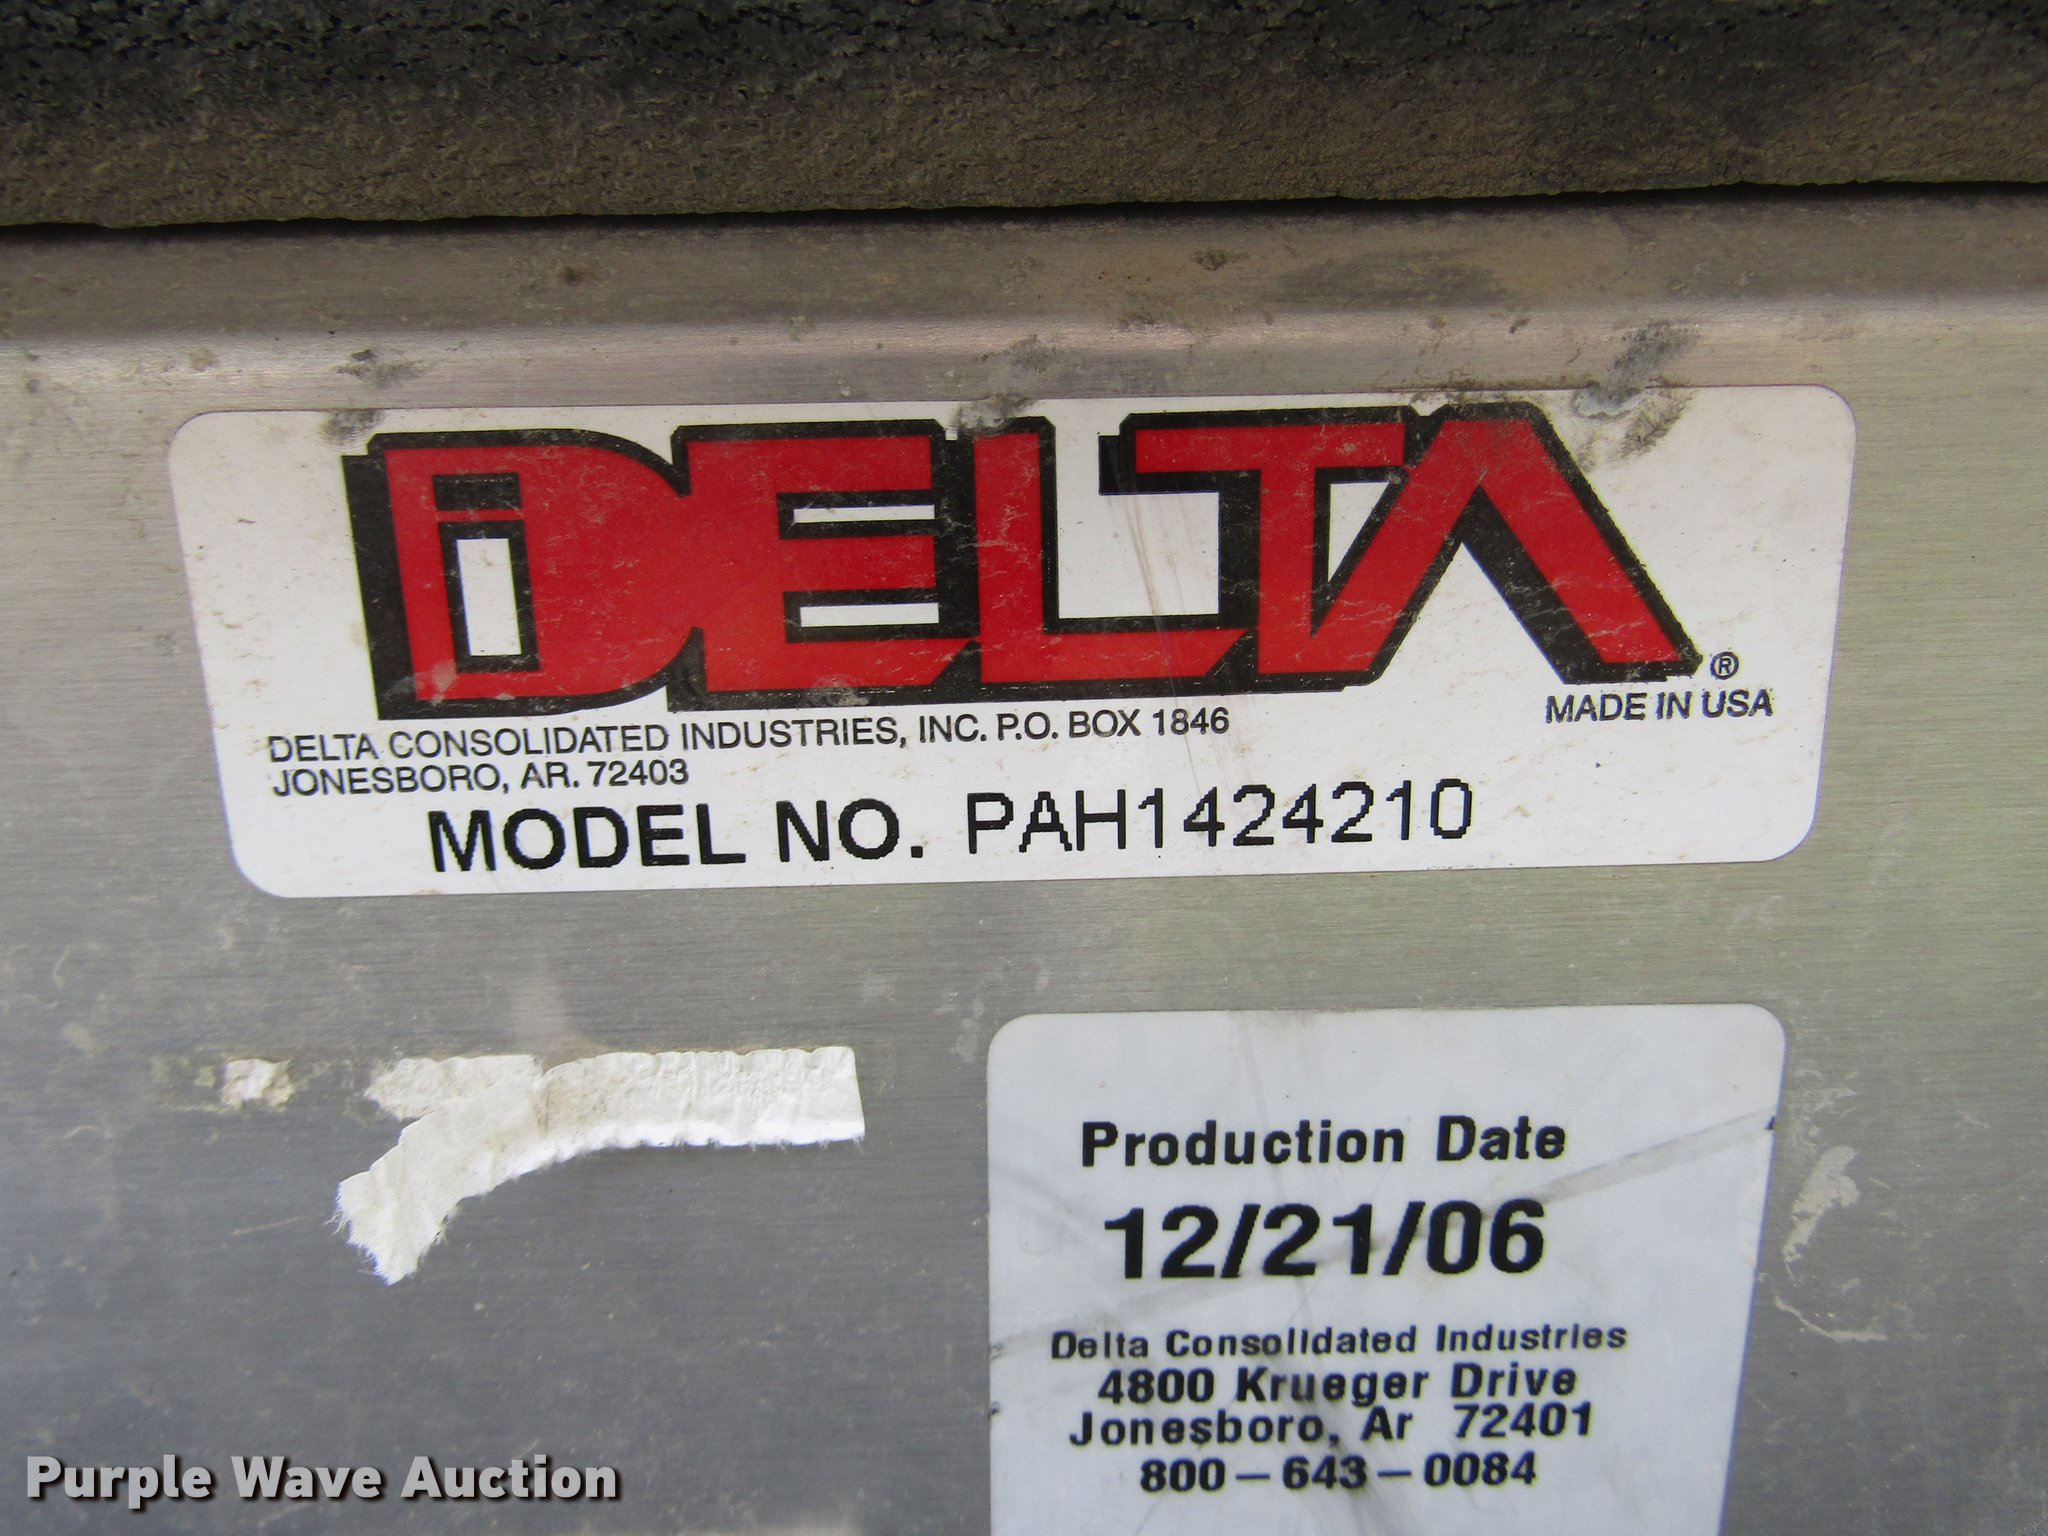 DELTA
®
MADE IN USA
DELTA CONSOLIDATED INDUSTRIES, INC. P.O. BOX 1846
JONESBORO, AR. 72403
MODEL NO. PAH1424210
Production Date
12/21/06
Delta Consolidated Industries
4800 Krueger Drive
Jonesboro, Ar 72401
800-643-0084
Purple Wave Auction